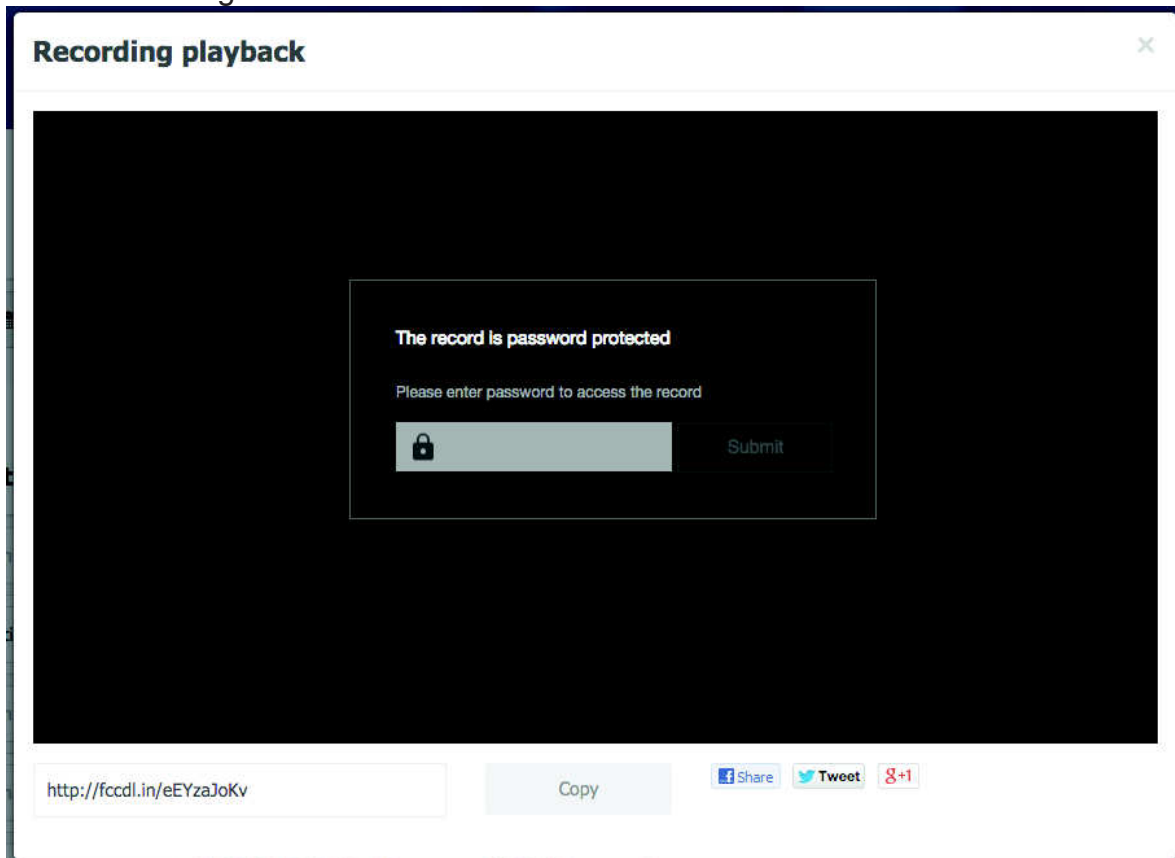 Recording playback
×
The record is password protected
Please enter password to access the record
Submit
http://fccdl.in/eEYzaJoKv
Copy
Share Tweet g+1